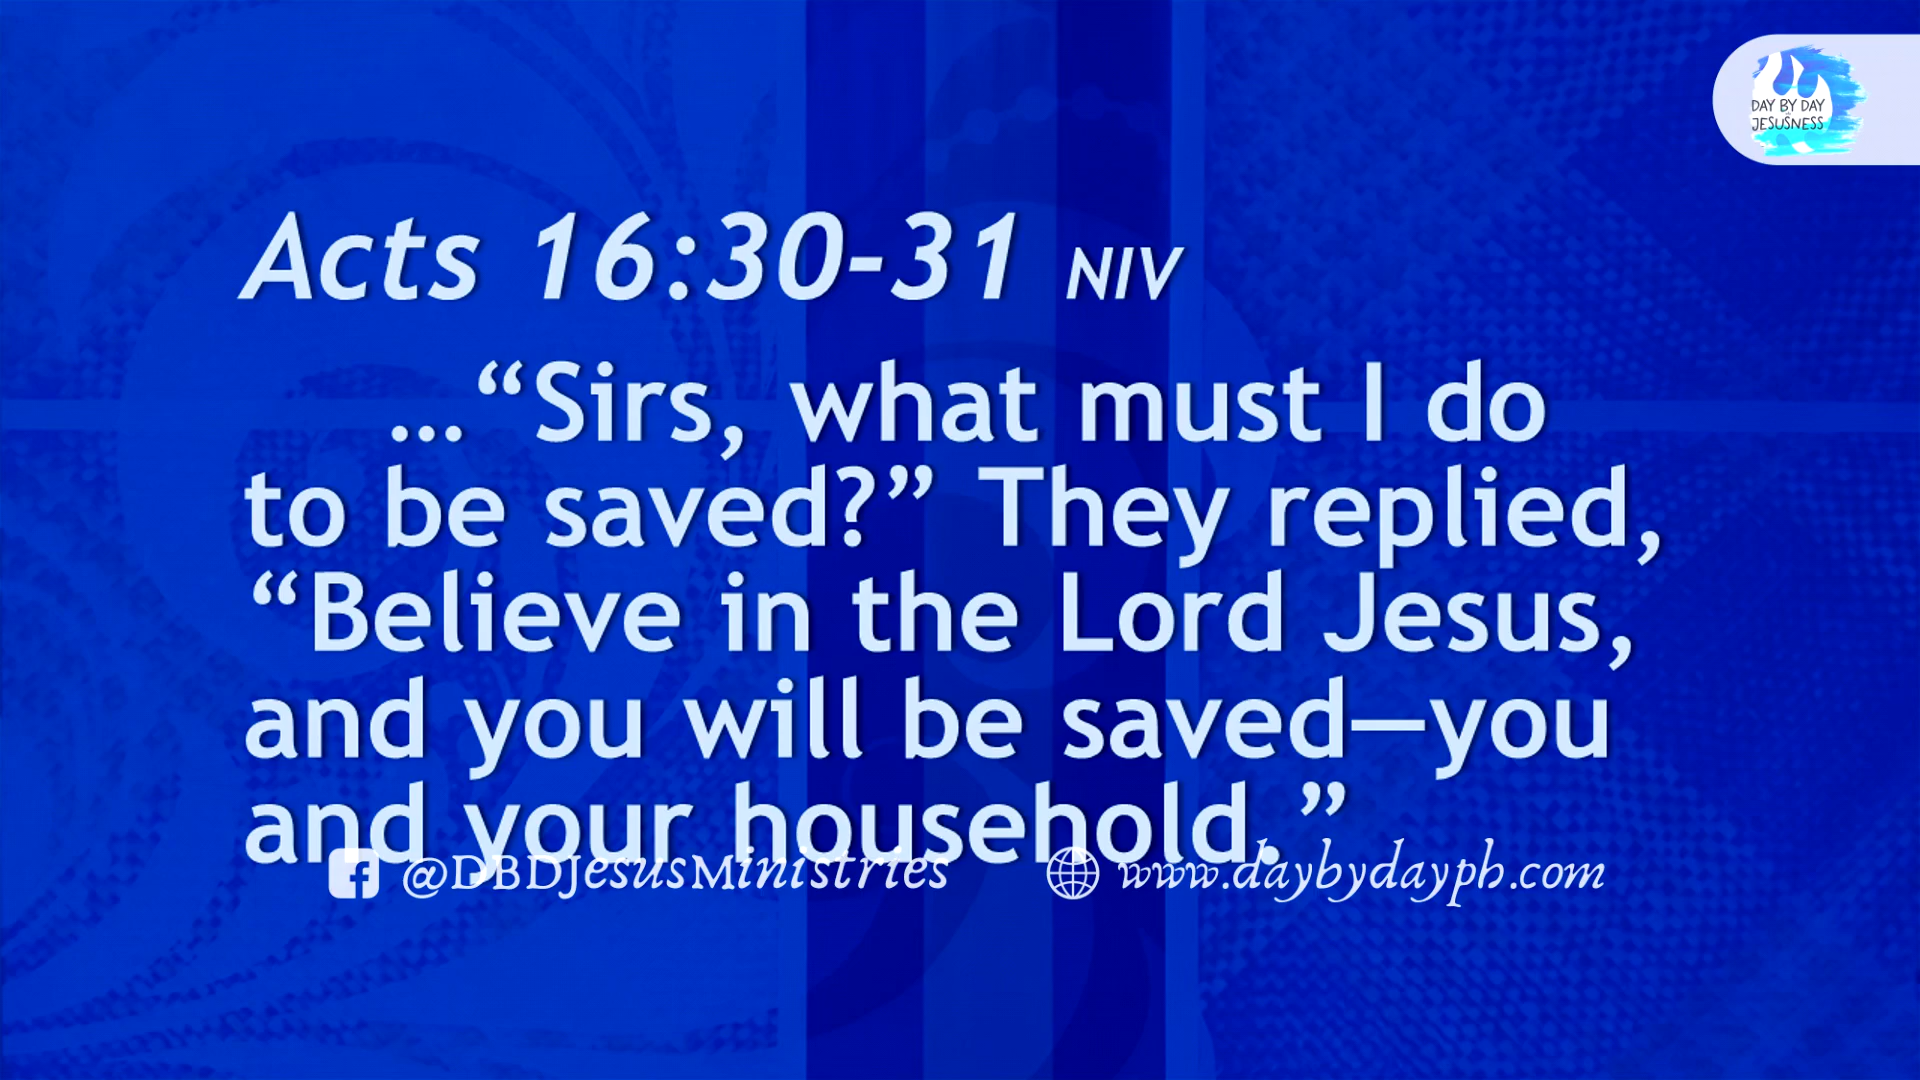 DAY BY DAY
JESUSNESS
Acts 16:30-31 NIV
...“Sirs, what must I do
to be saved?” They replied,
“Believe in the Lord Jesus,
and you will be saved—you
and your household.”
@DBDJesusMinistries
www.daybydayph.com